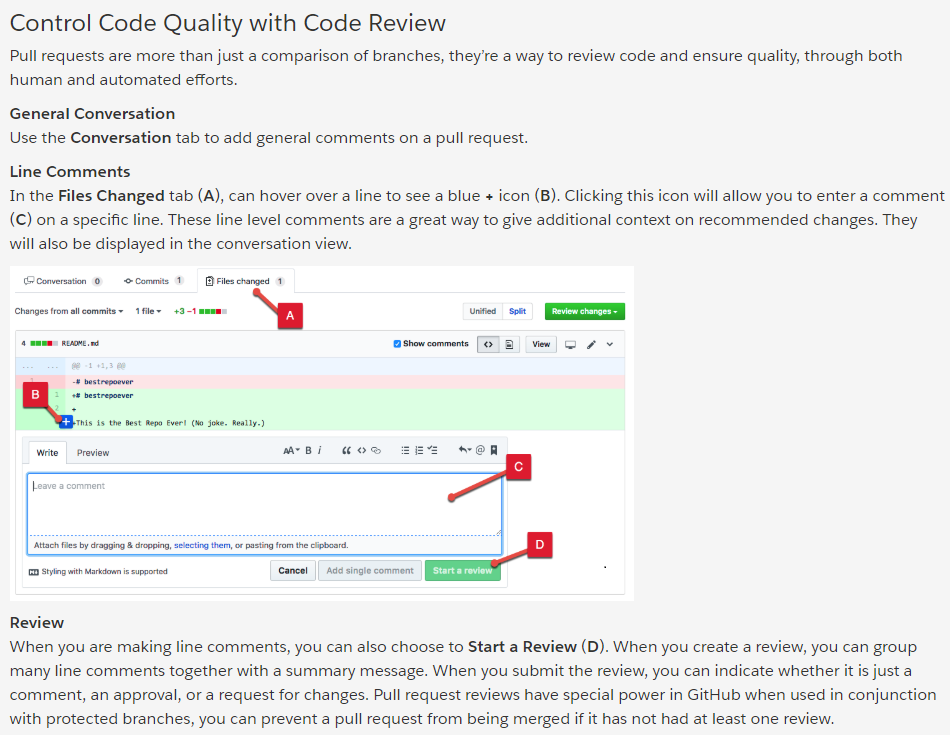 Control Code Quality with Code Review
Pull requests are more than just a comparison of branches, they’re a way to review code and ensure quality, through both
human and automated efforts.
General Conversation
Use the Conversation tab to add general comments on a pull request.
Line Comments
In the Files Changed tab (A), can hover over a line to see a blue + icon (B). Clicking this icon will allow you to enter a comment
(C) on a specific line. These line level comments are a great way to give additional context on recommended changes. They
will also be displayed in the conversation view.
Conversation 0 Commits 1 Files changed 1
A
Changes from all commits 1 file +3 −1 Unified Split Review changes
4 README.md Show comments <> View
... ... @@ -1 +1,3 @@
-# bestrepoever
B
1 +# bestrepoever
2 +
+ +This is the Best Repo Ever! (No joke. Really.)
Write Preview AA B i “ <> @
C
Leave a comment
Attach files by dragging & dropping, selecting them, or pasting from the clipboard.
D
Styling with Markdown is supported Cancel Add single comment Start a review
Review
When you are making line comments, you can also choose to Start a Review (D). When you create a review, you can group
many line comments together with a summary message. When you submit the review, you can indicate whether it is just a
comment, an approval, or a request for changes. Pull request reviews have special power in GitHub when used in conjunction
with protected branches, you can prevent a pull request from being merged if it has not had at least one review.